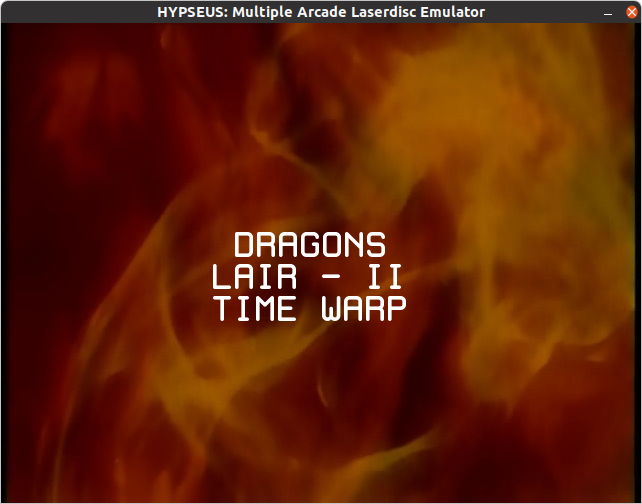 HYPSEUS: Multiple Arcade Laserdisc Emulator
DRAGONS
LAIR - II
TIME WARP